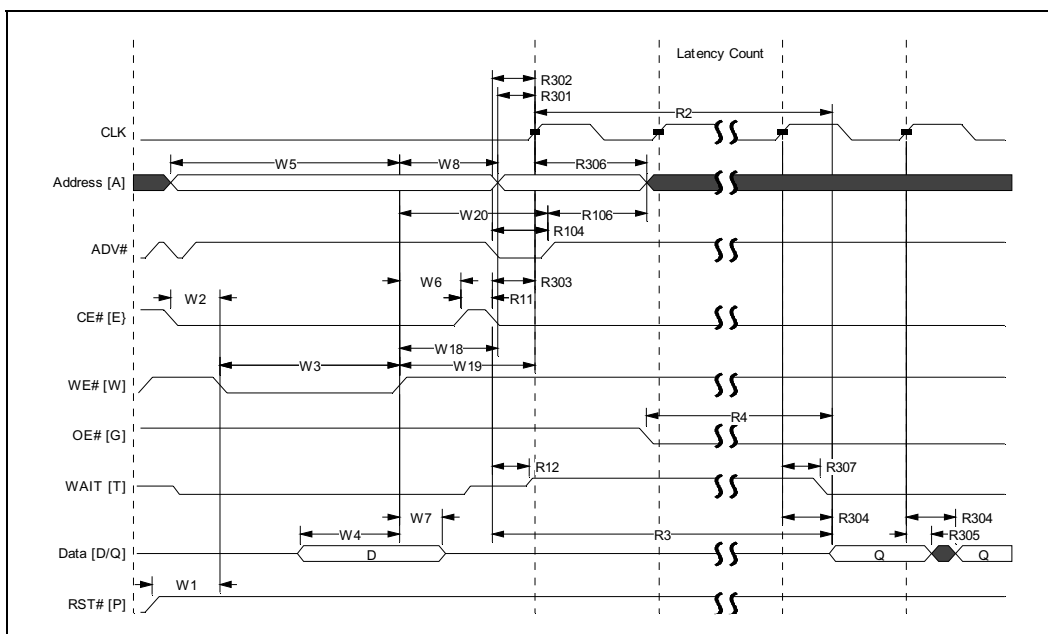 Latency Count
R302
R301
R2
CLK
W5
W8
R306
Address [A]
W20
R106
R104
ADV#
W6
R303
W2
R11
CE# [E}
W18
W3
W19
WE# [W]
R4
OE# [G]
R12
R307
WAIT [T]
W7
R304
R304
W4
R3
R305
Data [D/Q]
D
Q
Q
W1
RST# [P]